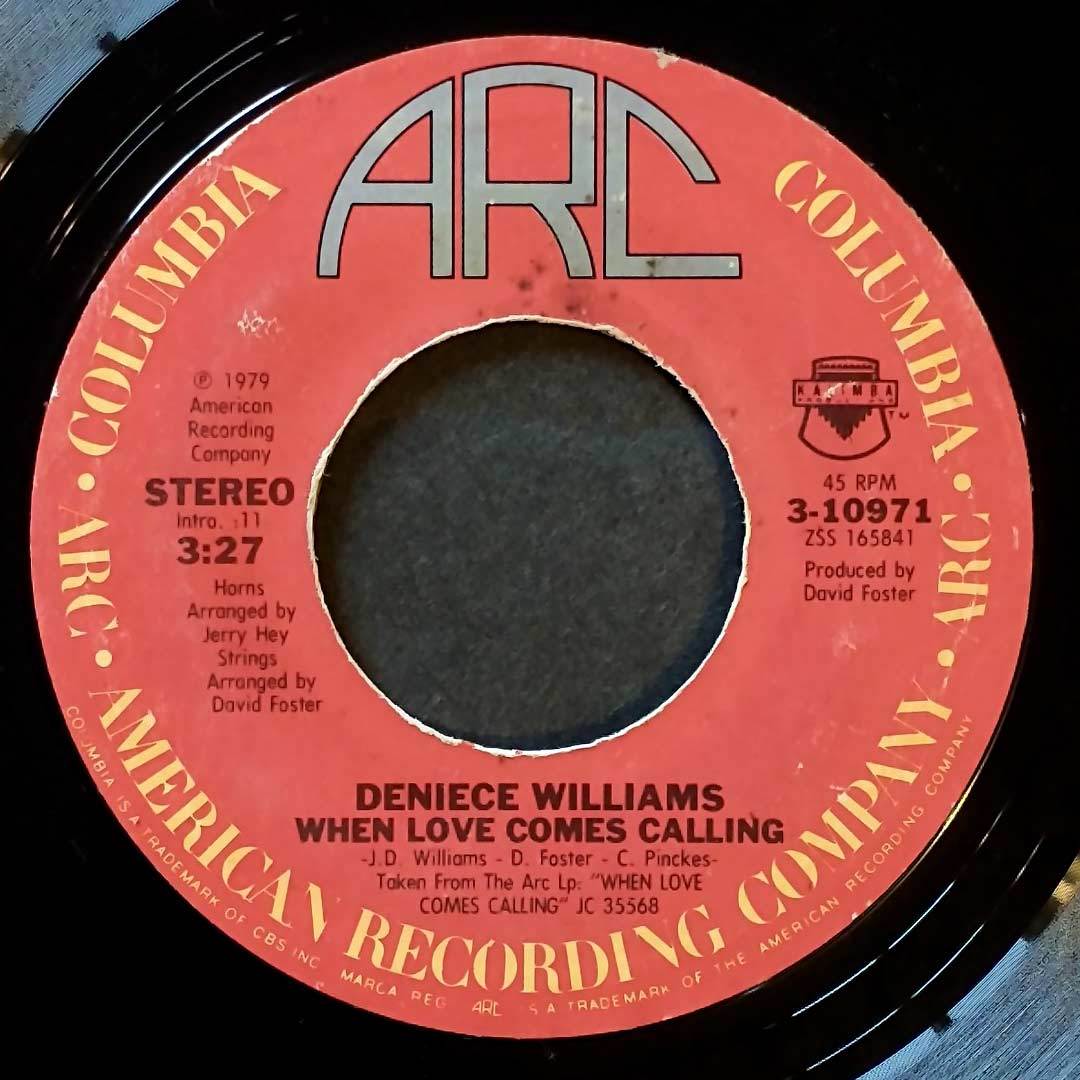 ARC
COLUMBIA
COLUMBIA
℗ 1979
American
Recording
Company
STEREO
Intro. :11
3:27
Horns
Arranged by
Jerry Hey
Strings
Arranged by
David Foster
KALIMBA
PRODUCTIONS
TM
45 RPM
3-10971
ZSS 165841
Produced by
David Foster
DENIECE WILLIAMS
WHEN LOVE COMES CALLING
-J.D. Williams - D. Foster - C. Pinckes-
Taken From The Arc Lp: "WHEN LOVE
COMES CALLING" JC 35568
• ARC • AMERICAN RECORDING COMPANY • ARC •
COLUMBIA IS A TRADEMARK OF CBS INC MARCA REG ARC IS A TRADEMARK OF THE AMERICAN RECORDING COMPANY